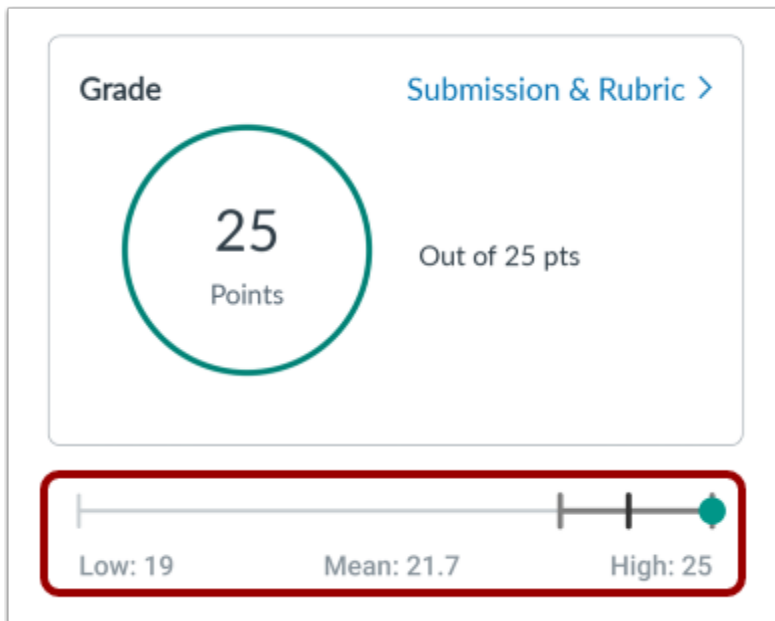 Grade
Submission & Rubric >
25
Points
Out of 25 pts
Low: 19
Mean: 21.7
High: 25